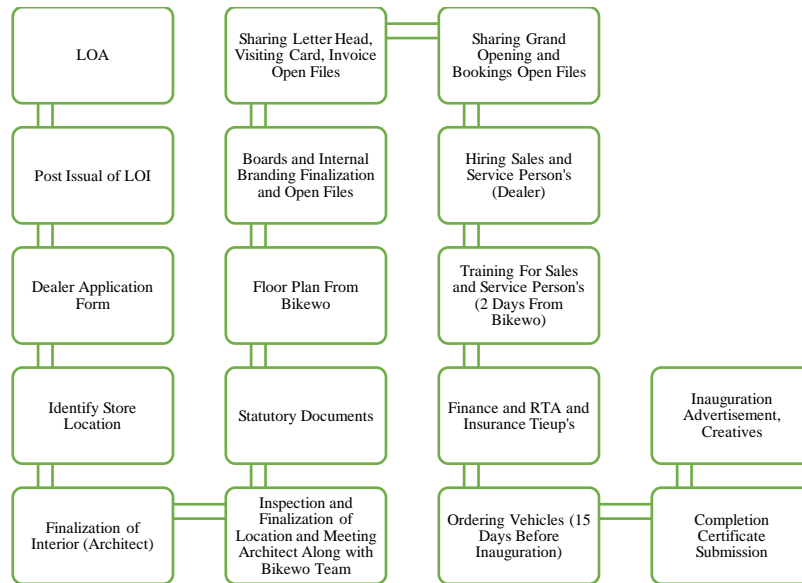 LOA
Post Issual of LOI
Dealer Application
Form
Identify Store
Location
Finalization of
Interior (Architect)
Inspection and
Finalization of
Location and Meeting
Architect Along with
Bikewo Team
Statutory Documents
Floor Plan From
Bikewo
Boards and Internal
Branding Finalization
and Open Files
Sharing Letter Head,
Visiting Card, Invoice
Open Files
Sharing Grand
Opening and
Bookings Open Files
Hiring Sales and
Service Person's
(Dealer)
Training For Sales
and Service Person's
(2 Days From
Bikewo)
Finance and RTA and
Insurance Tieup's
Ordering Vehicles (15
Days Before
Inauguration)
Completion
Certificate
Submission
Inauguration
Advertisement,
Creatives